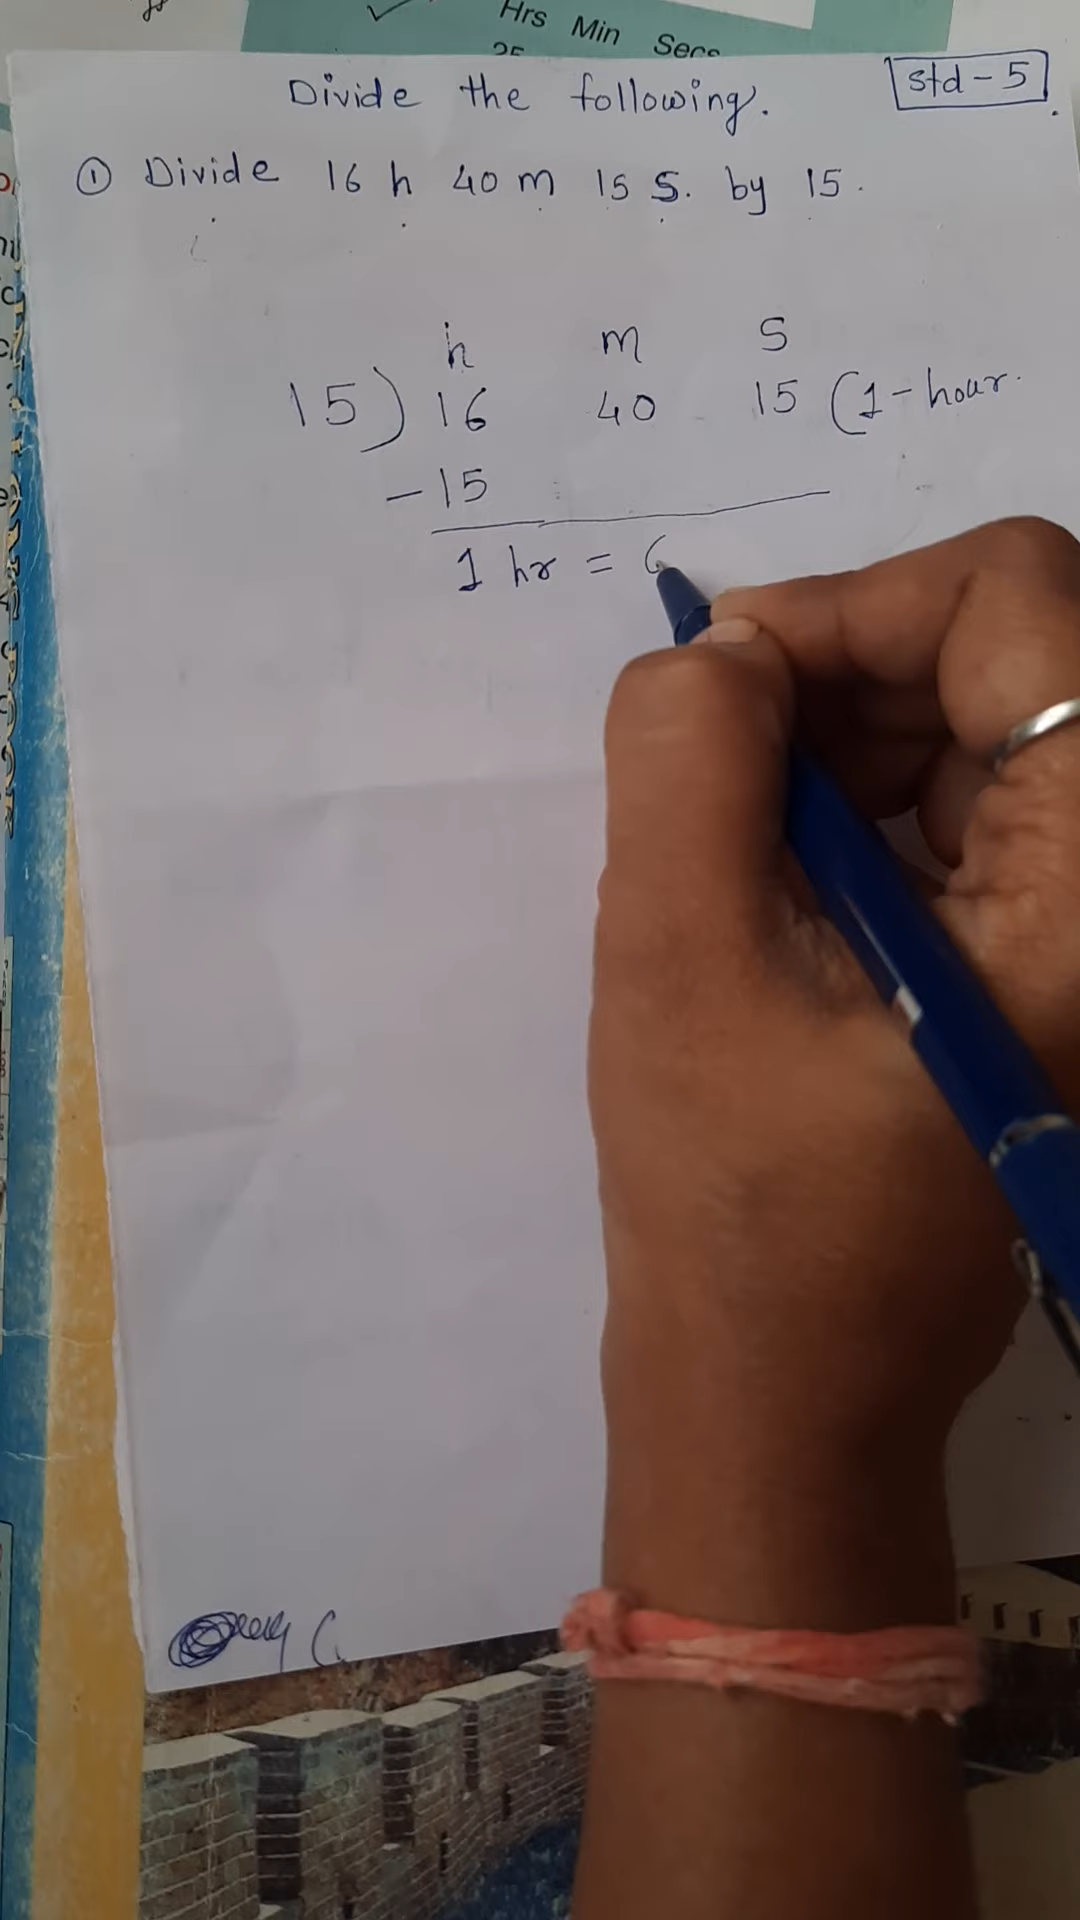 Hrs Min Secs
Divide the following.
std-5
① Divide 16 h 40 m 15 s. by 15.
h m s
15) 16 40 15 (1-hour.
-15
1 hr = 6